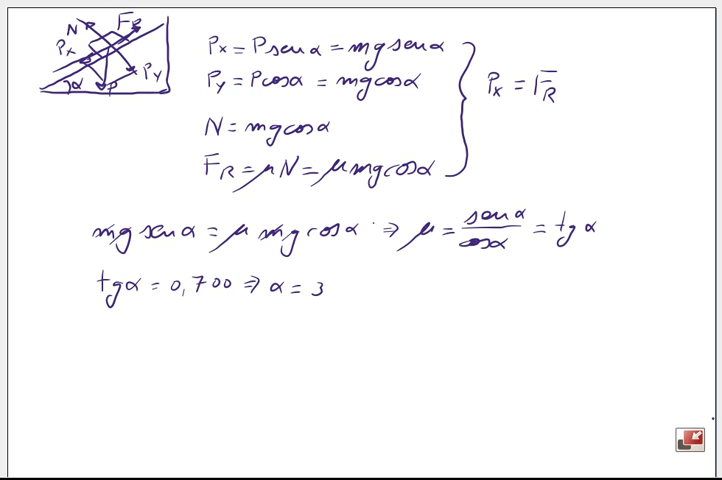 N F_R
P_X
P_Y
α P
P_X = P sen α = mg sen α
P_Y = P cos α = mg cos α
P_X = F_R
N = mg cos α
F_R = μN = μ mg cos α
mg sen α = μ mg cos α ⇒ μ = sen α / cos α = tg α
tg α = 0,700 ⇒ α = 3